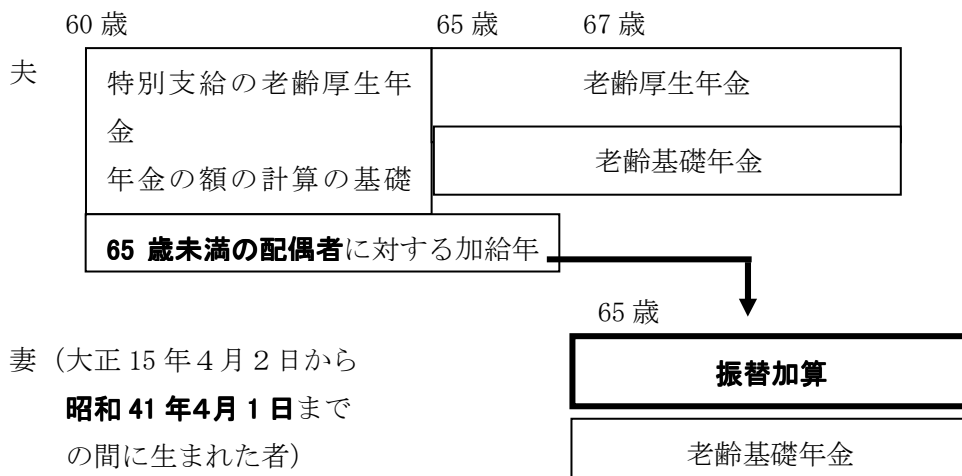 60 歳
65 歳
67 歳
夫
特別支給の老齢厚生年
金
年金の額の計算の基礎
老齢厚生年金
老齢基礎年金
65 歳未満の配偶者に対する加給年
65 歳
妻（大正 15 年４月２日から
昭和 41 年4月 1 日まで
の間に生まれた者）
振替加算
老齢基礎年金